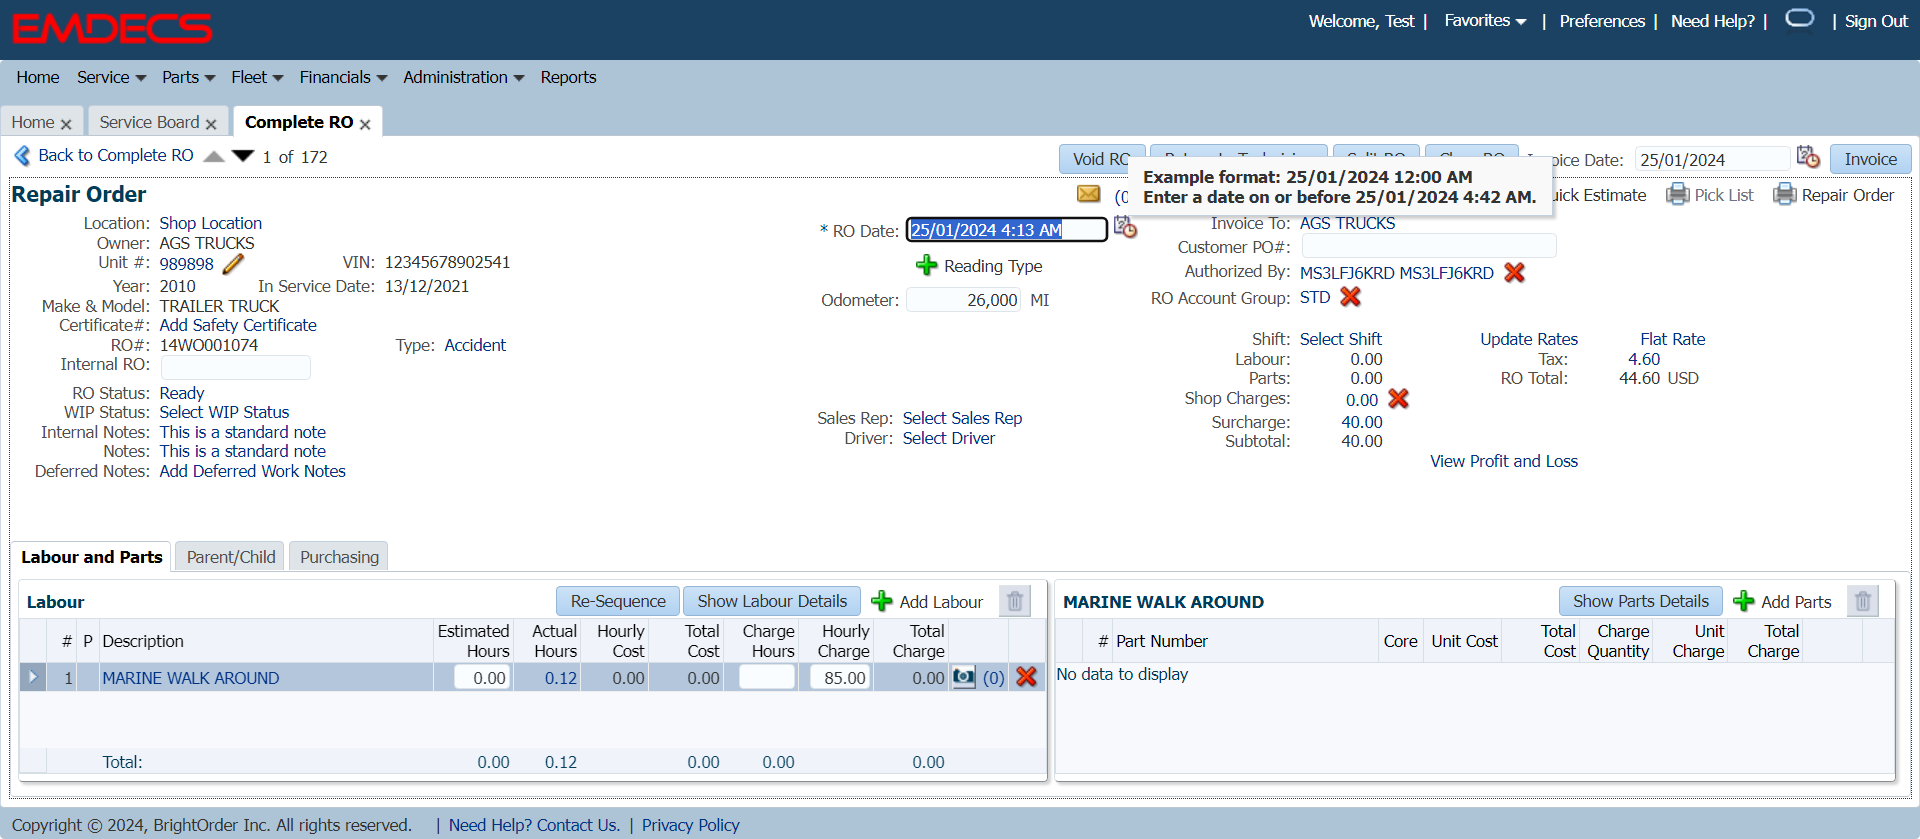 EMDECS
Welcome, Test | Favorites | Preferences | Need Help? | | Sign Out
Home Service Parts Fleet Financials Administration Reports
Home Service Board Complete RO
Back to Complete RO 1 of 172 Void RO Invoice Date: 25/01/2024 Invoice
Example format: 25/01/2024 12:00 AM
Enter a date on or before 25/01/2024 4:42 AM.
Repair Order (0 Estimate Pick List Repair Order
Location: Shop Location
Owner: AGS TRUCKS
Unit #: 989898 VIN: 12345678902541
Year: 2010 In Service Date: 13/12/2021
Make & Model: TRAILER TRUCK
Certificate#: Add Safety Certificate
RO#: 14WO001074 Type: Accident
Internal RO:
RO Status: Ready
WIP Status: Select WIP Status
Internal Notes: This is a standard note
Notes: This is a standard note
Deferred Notes: Add Deferred Work Notes
* RO Date: 25/01/2024 4:13 AM
Reading Type
Odometer: 26,000 MI
Sales Rep: Select Sales Rep
Driver: Select Driver
Invoice To: AGS TRUCKS
Customer PO#:
Authorized By: MS3LFJ6KRD MS3LFJ6KRD
RO Account Group: STD
Shift: Select Shift Update Rates Flat Rate
Labour: 0.00 Tax: 4.60
Parts: 0.00 RO Total: 44.60 USD
Shop Charges: 0.00
Surcharge: 40.00
Subtotal: 40.00
View Profit and Loss
Labour and Parts Parent/Child Purchasing
Labour Re-Sequence Show Labour Details Add Labour
# P Description Estimated Hours Actual Hours Hourly Cost Total Cost Charge Hours Hourly Charge Total Charge
1 MARINE WALK AROUND 0.00 0.12 0.00 0.00 85.00 0.00 (0)
Total: 0.00 0.12 0.00 0.00 0.00
MARINE WALK AROUND Show Parts Details Add Parts
# Part Number Core Unit Cost Total Cost Charge Quantity Unit Charge Total Charge
No data to display
Copyright © 2024, BrightOrder Inc. All rights reserved. | Need Help? Contact Us. | Privacy Policy